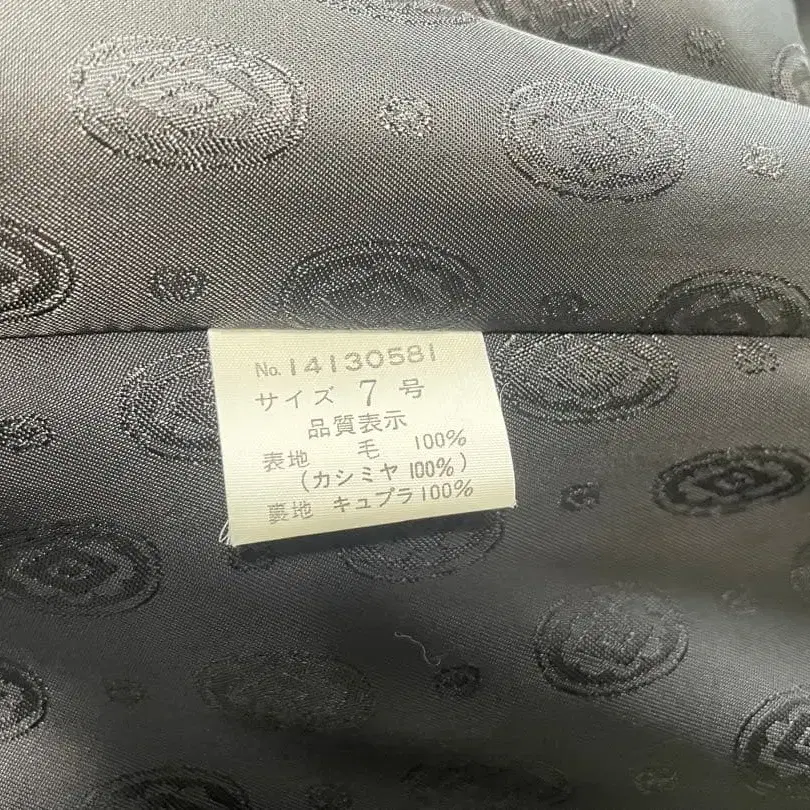 No.14130581
サイズ 7 号
品質表示
表地 毛 100%
(カシミヤ 100%)
裏地 キュプラ 100%